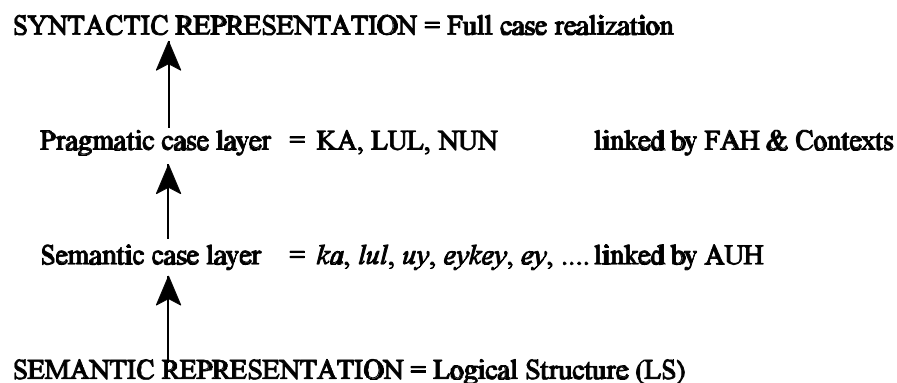 SYNTACTIC REPRESENTATION = Full case realization
Pragmatic case layer = KA, LUL, NUN linked by FAH & Contexts
Semantic case layer = ka, lul, uy, eykey, ey, .... linked by AUH
SEMANTIC REPRESENTATION = Logical Structure (LS)